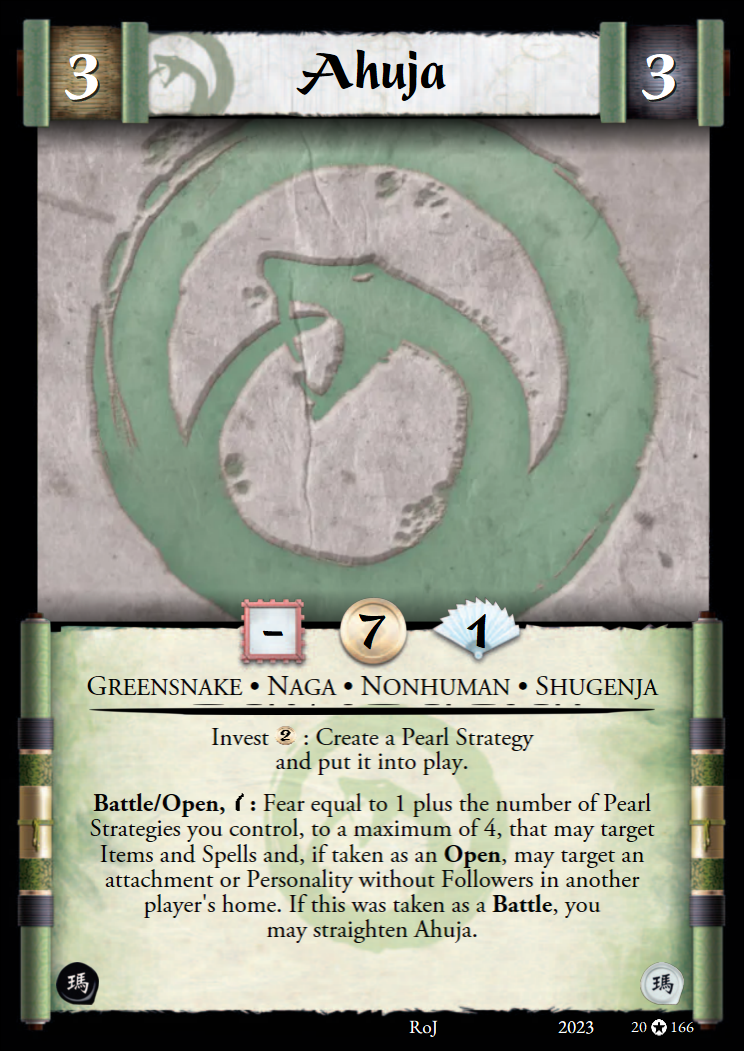 3 Ahuja 3
- 7 1
GREENSNAKE • NAGA • NONHUMAN • SHUGENJA
Invest 2 : Create a Pearl Strategy
and put it into play.
Battle/Open, : Fear equal to 1 plus the number of Pearl
Strategies you control, to a maximum of 4, that may target
Items and Spells and, if taken as an Open, may target an
attachment or Personality without Followers in another
player's home. If this was taken as a Battle, you
may straighten Ahuja.
瑪 瑪
RoJ 2023 20 166